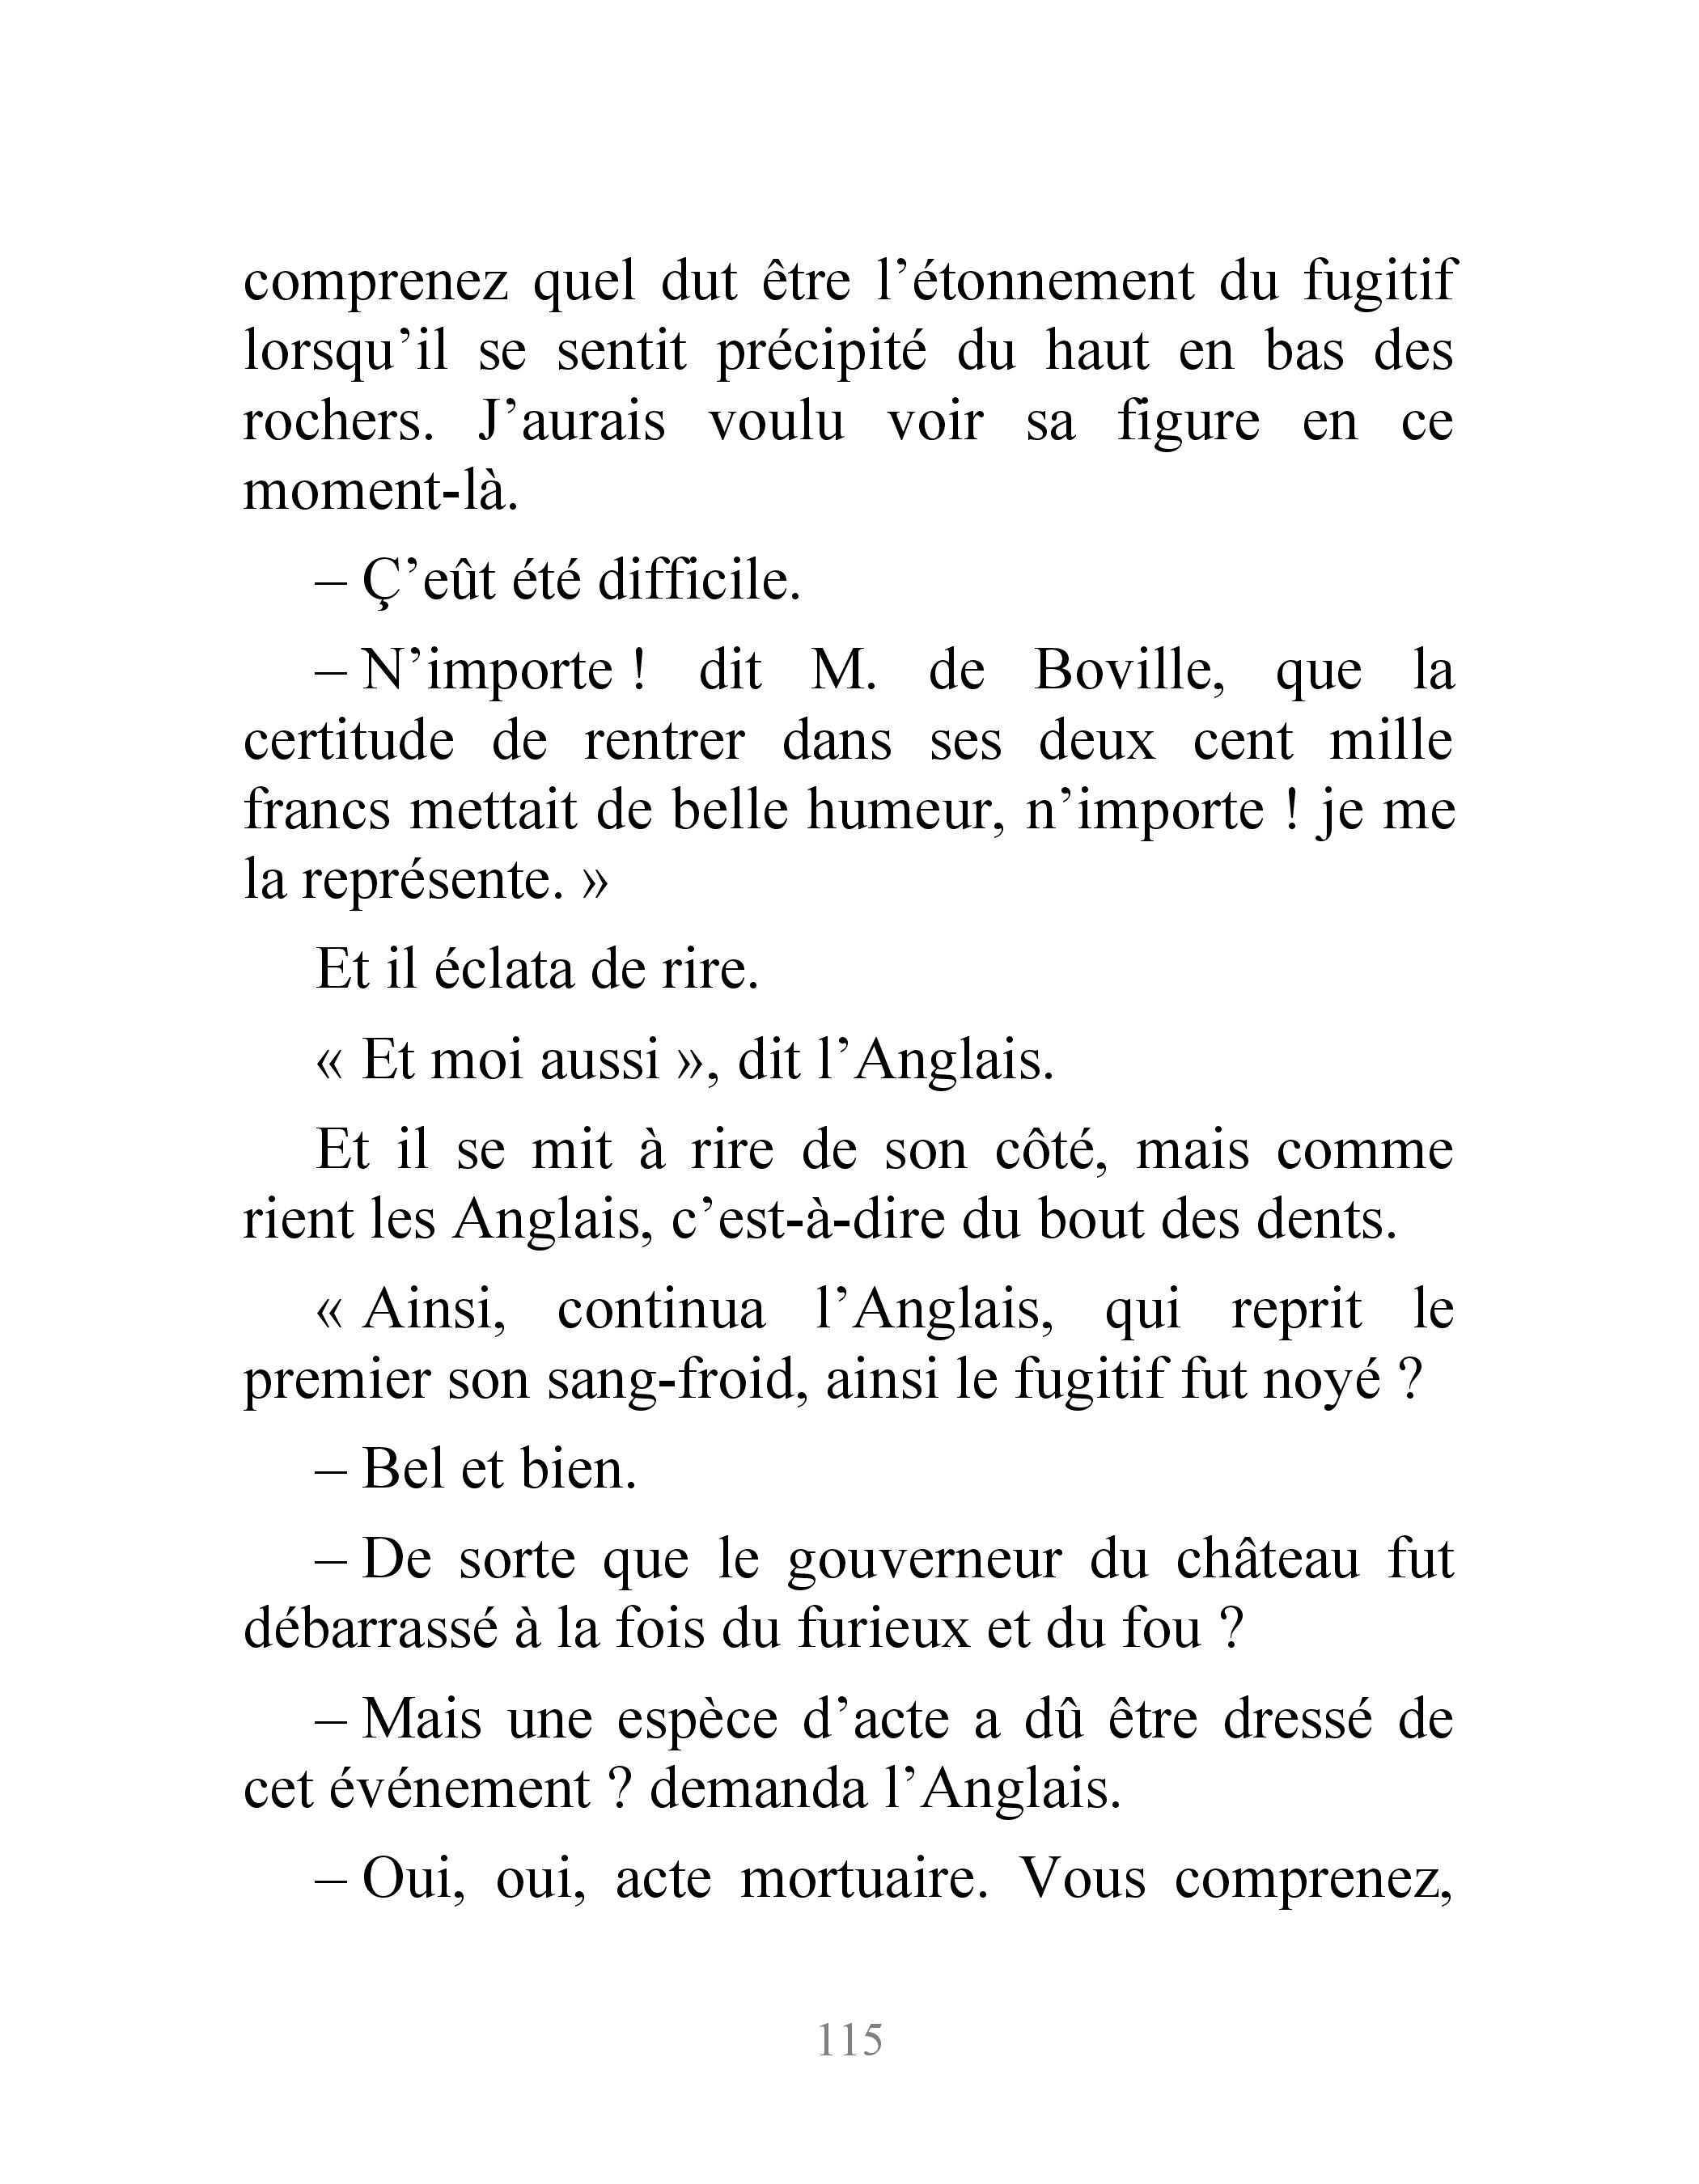 comprenez quel dut être l’étonnement du fugitif
lorsqu’il se sentit précipité du haut en bas des
rochers. J’aurais voulu voir sa figure en ce
moment-là.
– Ç’eût été difficile.
– N’importe ! dit M. de Boville, que la
certitude de rentrer dans ses deux cent mille
francs mettait de belle humeur, n’importe ! je me
la représente. »
Et il éclata de rire.
« Et moi aussi », dit l’Anglais.
Et il se mit à rire de son côté, mais comme
rient les Anglais, c’est-à-dire du bout des dents.
« Ainsi, continua l’Anglais, qui reprit le
premier son sang-froid, ainsi le fugitif fut noyé ?
– Bel et bien.
– De sorte que le gouverneur du château fut
débarrassé à la fois du furieux et du fou ?
– Mais une espèce d’acte a dû être dressé de
cet événement ? demanda l’Anglais.
– Oui, oui, acte mortuaire. Vous comprenez,
115